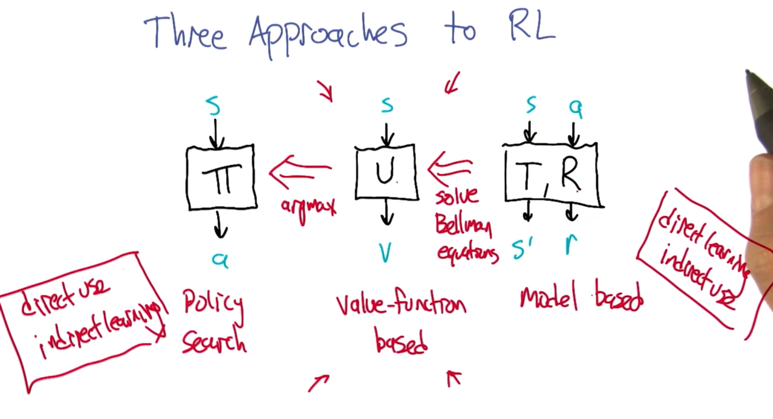 Three Approaches to RL
s
s
s a
π
U
T, R
argmax
solve
Bellman
equations
a
v
s' r
direct use
indirect learning
direct learning
indirect use
Policy
Search
Value-function
based
Model based